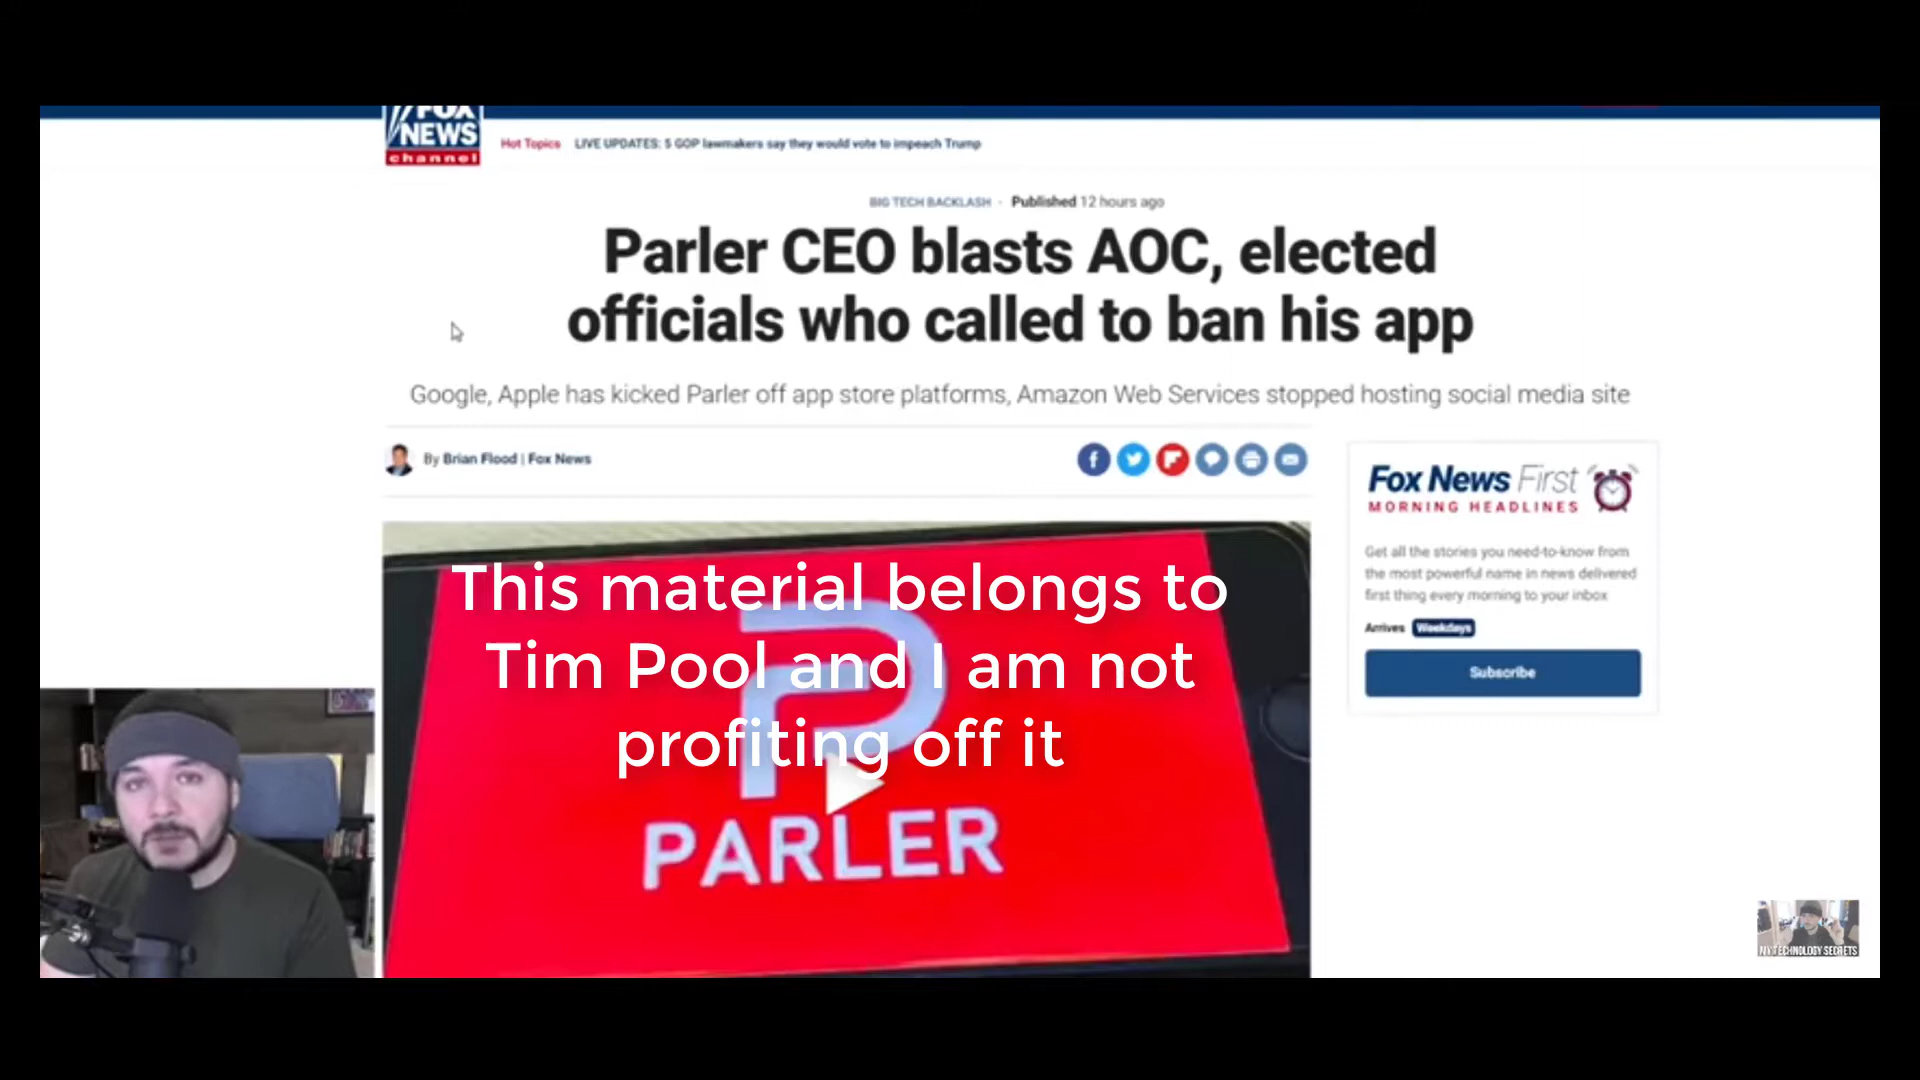 FOX
NEWS
channel
Hot Topics LIVE UPDATES: 5 GOP lawmakers say they would vote to impeach Trump
BIG TECH BACKLASH · Published 12 hours ago
Parler CEO blasts AOC, elected
officials who called to ban his app
Google, Apple has kicked Parler off app store platforms, Amazon Web Services stopped hosting social media site
By Brian Flood | Fox News
Fox News First
MORNING HEADLINES
Get all the stories you need-to-know from
the most powerful name in news delivered
first thing every morning to your inbox
Arrives Weekdays
Subscribe
This material belongs to
Tim Pool and I am not
profiting off it
PARLER
MY TECHNOLOGY SECRETS